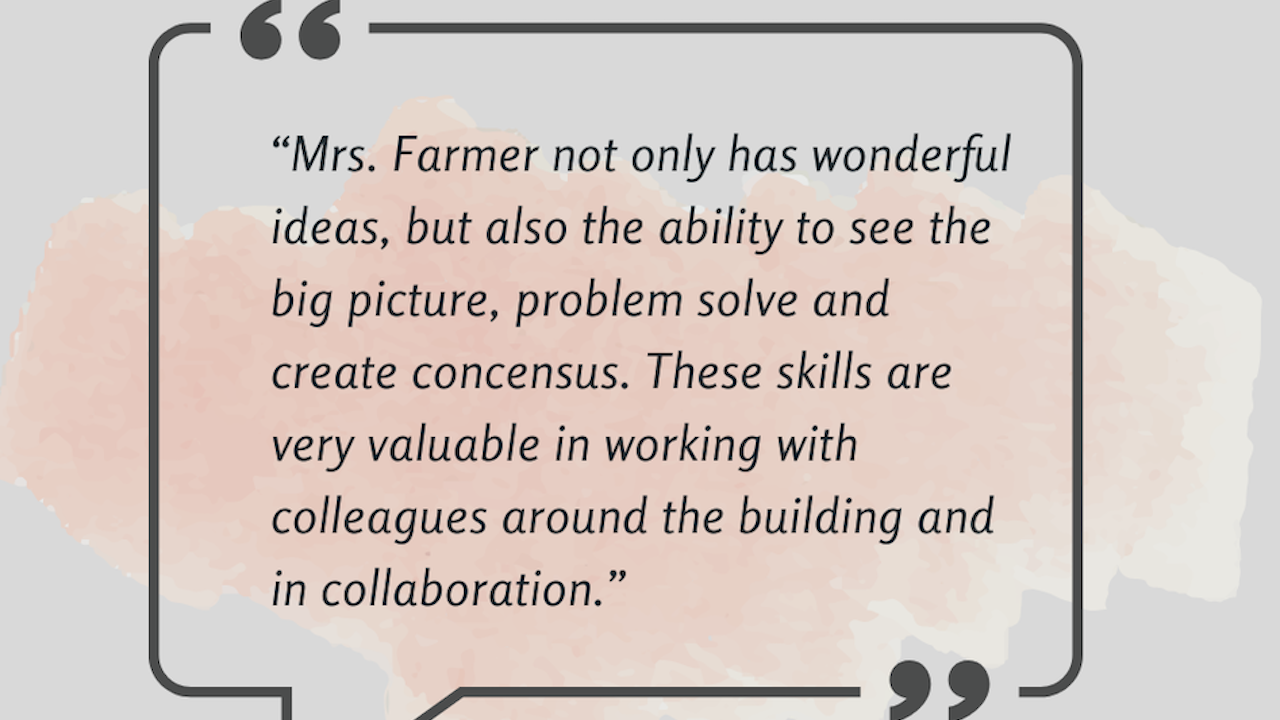 “Mrs. Farmer not only has wonderful
ideas, but also the ability to see the
big picture, problem solve and
create concensus. These skills are
very valuable in working with
colleagues around the building and
in collaboration.”